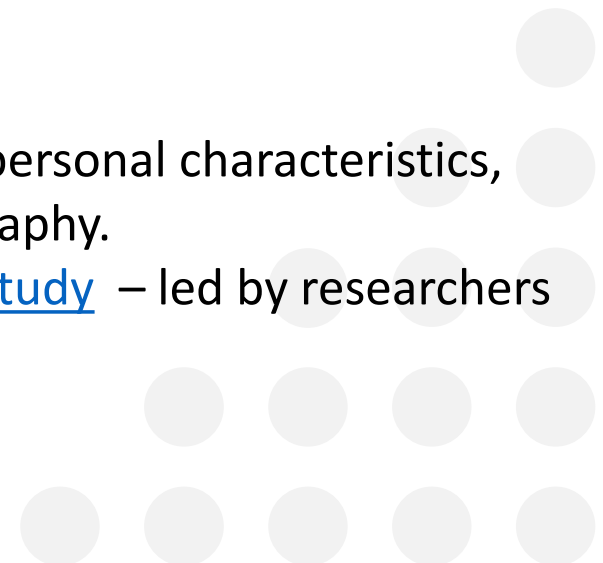 personal characteristics,
aphy.
tudy – led by researchers